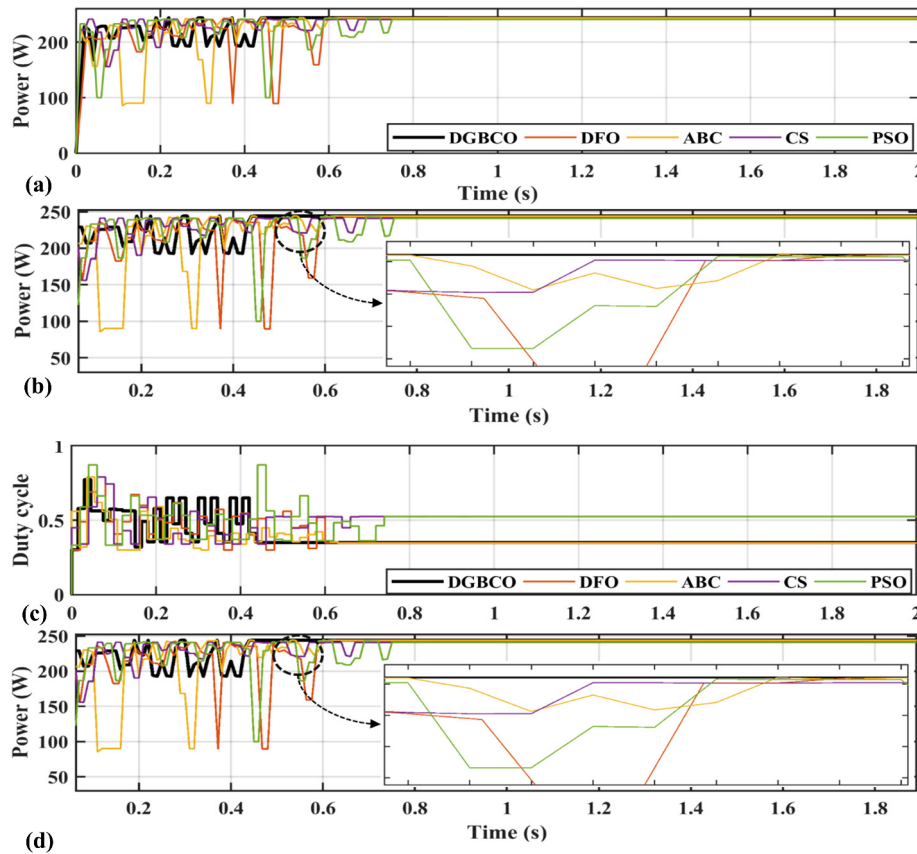 Power (W)
200
100
0
DGBCO DFO ABC CS PSO
0 0.2 0.4 0.6 0.8 1 1.2 1.4 1.6 1.8 2
(a)
Time (s)
Power (W)
250
200
150
100
50
0.2 0.4 0.6 0.8 1 1.2 1.4 1.6 1.8
(b)
Time (s)
Duty cycle
1
0.5
0
DGBCO DFO ABC CS PSO
0 0.2 0.4 0.6 0.8 1 1.2 1.4 1.6 1.8 2
(c)
Power (W)
250
200
150
100
50
0.2 0.4 0.6 0.8 1 1.2 1.4 1.6 1.8
Time (s)
(d)